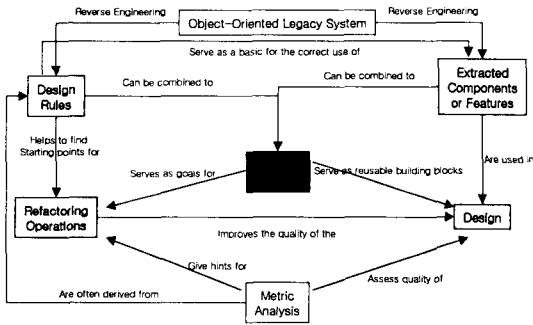 Reverse Engineering
Object-Oriented Legacy System
Reverse Engineering
Serve as a basic for the correct use of
Design
Rules
Can be combined to
Can be combined to
Extracted
Components
or Features
Helps to find
Starting points for
Are used in
Serves as goals for
Serve as reusable building blocks
Refactoring
Operations
Design
Improves the quality of the
Give hints for
Are often derived from
Metric
Analysis
Assess quality of